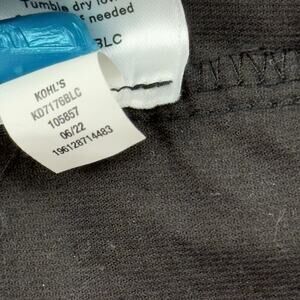 Tumble dry low
if needed
BLC
KOHL'S
KD7176BLC
105857
06/22
196128714483